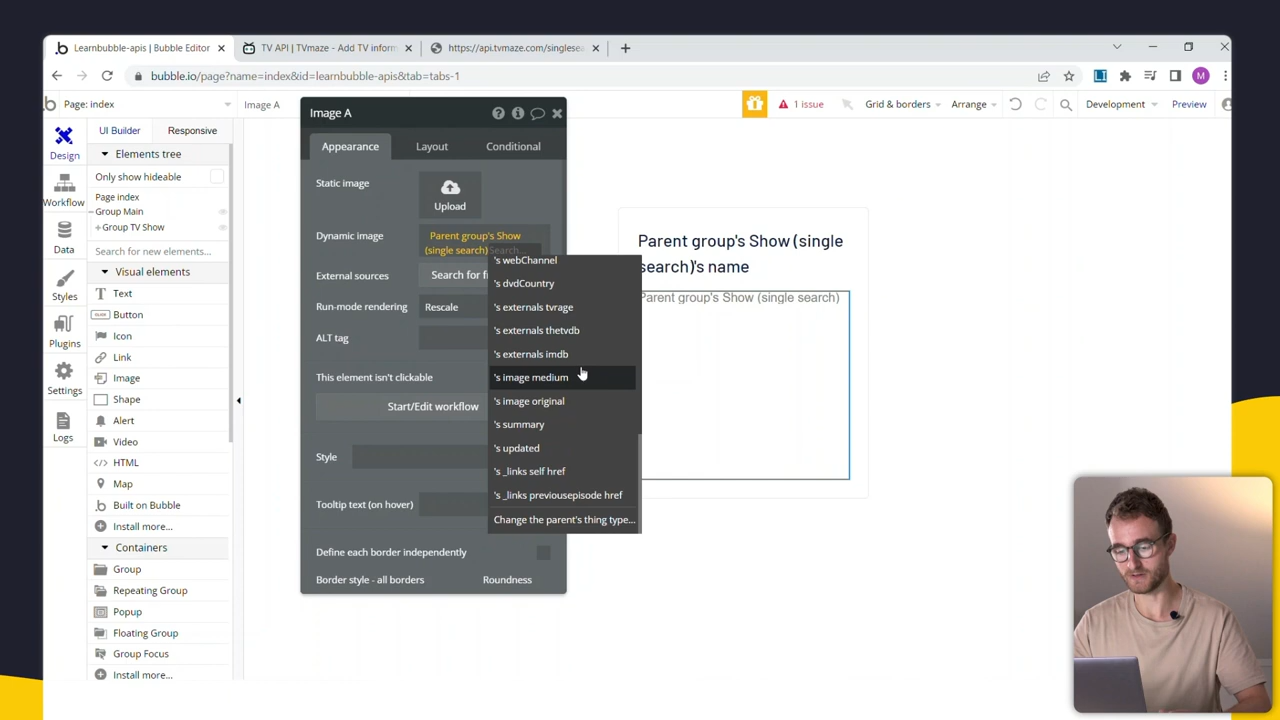 Learnbubble-apis | Bubble Editor
TV API | TVmaze - Add TV inform
https://api.tvmaze.com/singlesea
bubble.io/page?name=index&id=learnbubble-apis&tab=tabs-1
M
Page: index
Image A
1 issue
Grid & borders
Arrange
Development
Preview
Design
Workflow
Data
Styles
Plugins
Settings
Logs
UI Builder
Responsive
Elements tree
Only show hideable
Page index
Group Main
Group TV Show
Search for new elements...
Visual elements
Text
Button
Icon
Link
Image
Shape
Alert
Video
HTML
Map
Built on Bubble
Install more...
Containers
Group
Repeating Group
Popup
Floating Group
Group Focus
Install more...
Image A
Appearance
Layout
Conditional
Static image
Upload
Dynamic image
Parent group's Show
(single search)Search...
External sources
Search for fr
Run-mode rendering
Rescale
ALT tag
This element isn't clickable
Start/Edit workflow
Style
Tooltip text (on hover)
Define each border independently
Border style - all borders
Roundness
's webChannel
's dvdCountry
's externals tvrage
's externals thetvdb
's externals imdb
's image medium
's image original
's summary
's updated
's _links self href
's _links previousepisode href
Change the parent's thing type...
Parent group's Show (single
search)'s name
Parent group's Show (single search)